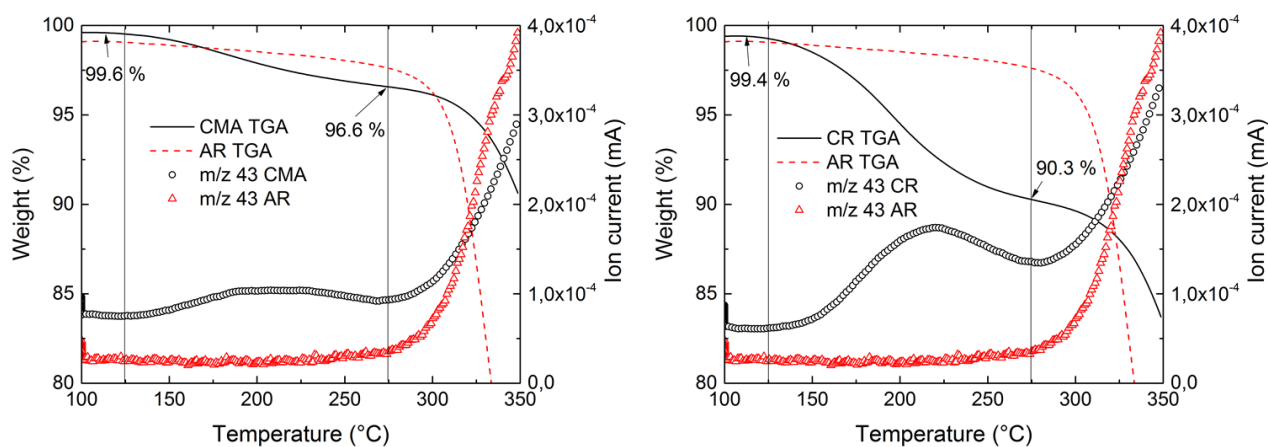 100
95
90
85
80
Weight (%)
99.6 %
96.6 %
CMA TGA
AR TGA
m/z 43 CMA
m/z 43 AR
4,0x10-4
3,0x10-4
2,0x10-4
1,0x10-4
0,0
Ion current (mA)
100 150 200 250 300 350
Temperature (°C)
100
95
90
85
80
Weight (%)
99.4 %
90.3 %
CR TGA
AR TGA
m/z 43 CR
m/z 43 AR
4,0x10-4
3,0x10-4
2,0x10-4
1,0x10-4
0,0
Ion current (mA)
100 150 200 250 300 350
Temperature (°C)